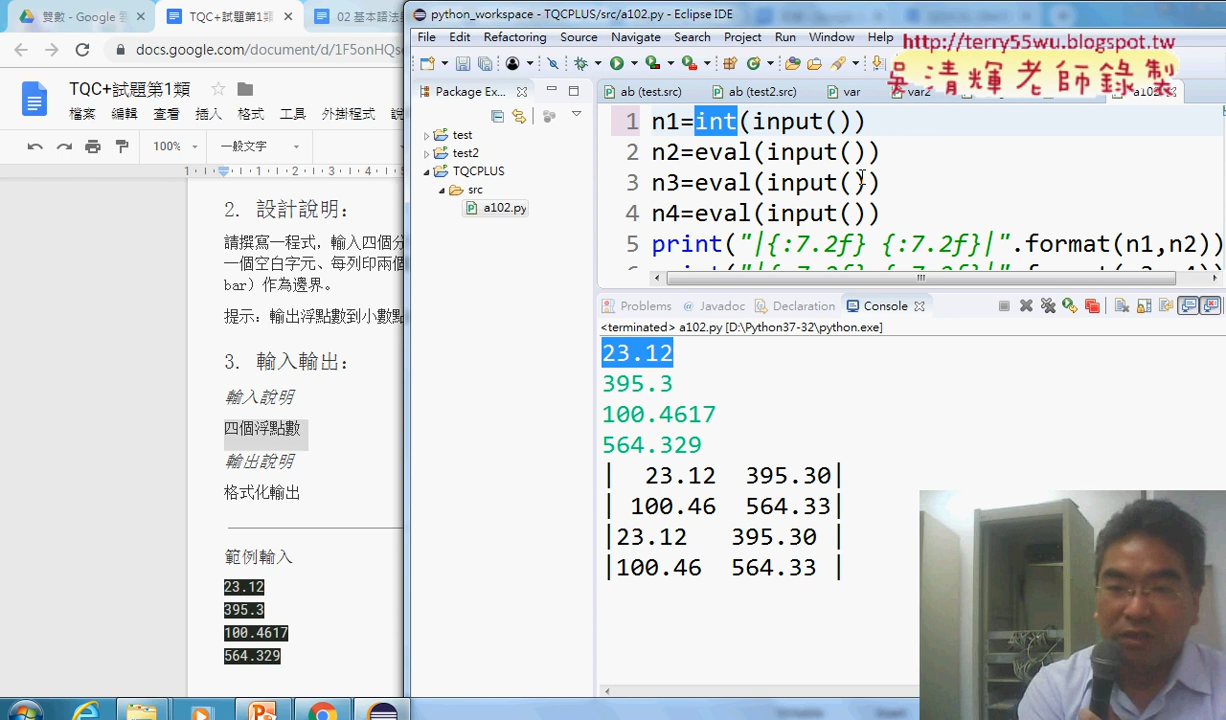 雙數 - Google 雲
TQC+試題第1類
02 基本語法
docs.google.com/document/d/1F5onHQs
TQC+試題第1類
檔案 編輯 查看 插入 格式 工具 外掛程式
100% 一般文字
1 1 2 3 4 5
2. 設計說明：
請撰寫一程式，輸入四個分
一個空白字元、每列印兩個
bar）作為邊界。
提示：輸出浮點數到小數點
3. 輸入輸出：
輸入說明
四個浮點數
輸出說明
格式化輸出
範例輸入
23.12
395.3
100.4617
564.329
python_workspace - TQCPLUS/src/a102.py - Eclipse IDE
File Edit Refactoring Source Navigate Search Project Run Window Help
http://terry55wu.blogspot.tw
吳清輝老師錄製
Package Ex...
test
test2
TQCPLUS
src
a102.py
ab (test.src) ab (test2.src) var var2
1 n1=int(input())
2 n2=eval(input())
3 n3=eval(input())
4 n4=eval(input())
5 print("|{:7.2f} {:7.2f}|".format(n1,n2))
Problems @ Javadoc Declaration Console
<terminated> a102.py [D:\Python37-32\python.exe]
23.12
395.3
100.4617
564.329
|  23.12  395.30|
| 100.46  564.33|
|23.12   395.30 |
|100.46  564.33 |